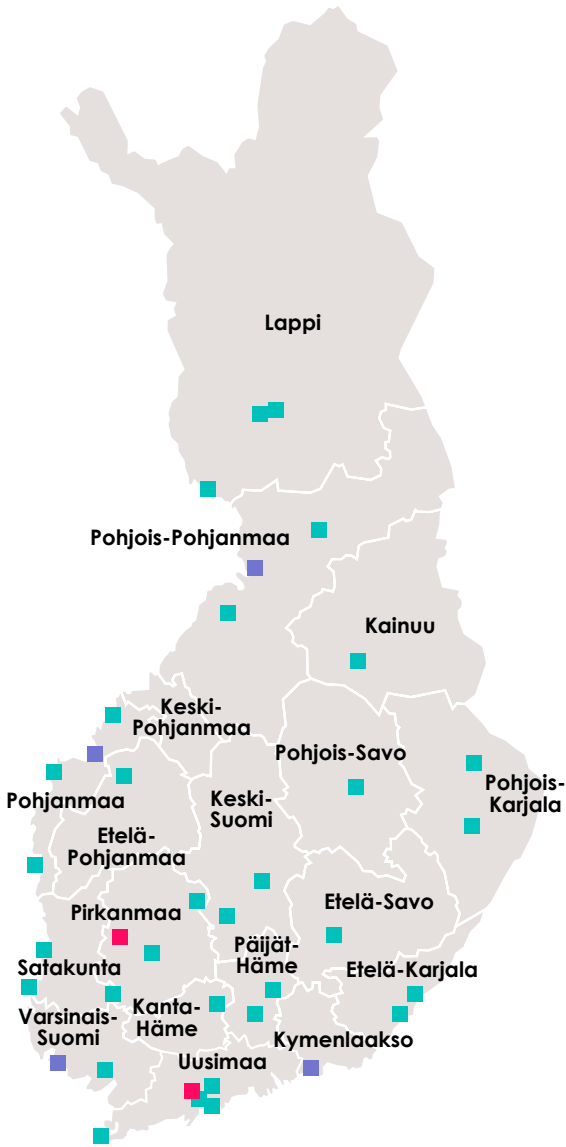 Lappi
Pohjois-Pohjanmaa
Kainuu
Keski-
Pohjanmaa
Pohjois-Savo
Pohjois-
Karjala
Pohjanmaa
Keski-
Suomi
Etelä-
Pohjanmaa
Etelä-Savo
Pirkanmaa
Päijät-
Häme
Satakunta
Etelä-Karjala
Kanta-
Häme
Varsinais-
Suomi
Kymenlaakso
Uusimaa